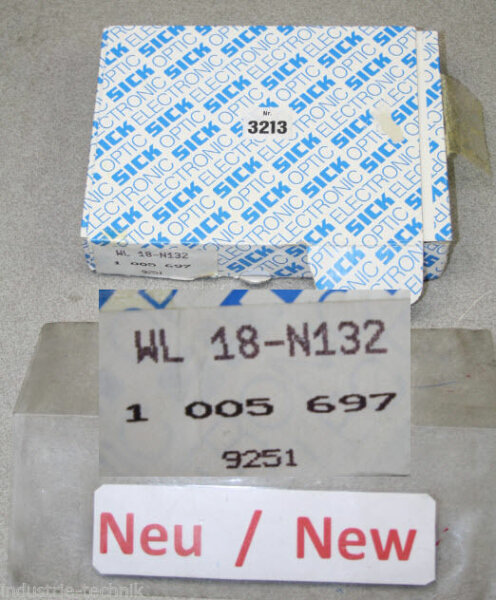 SICK OPTIC ELECTRONIC
Nr.
3213
WL 18-N132
1 005 697
9251
WL 18-N132
1 005 697
9251
Neu / New
industrie-technik